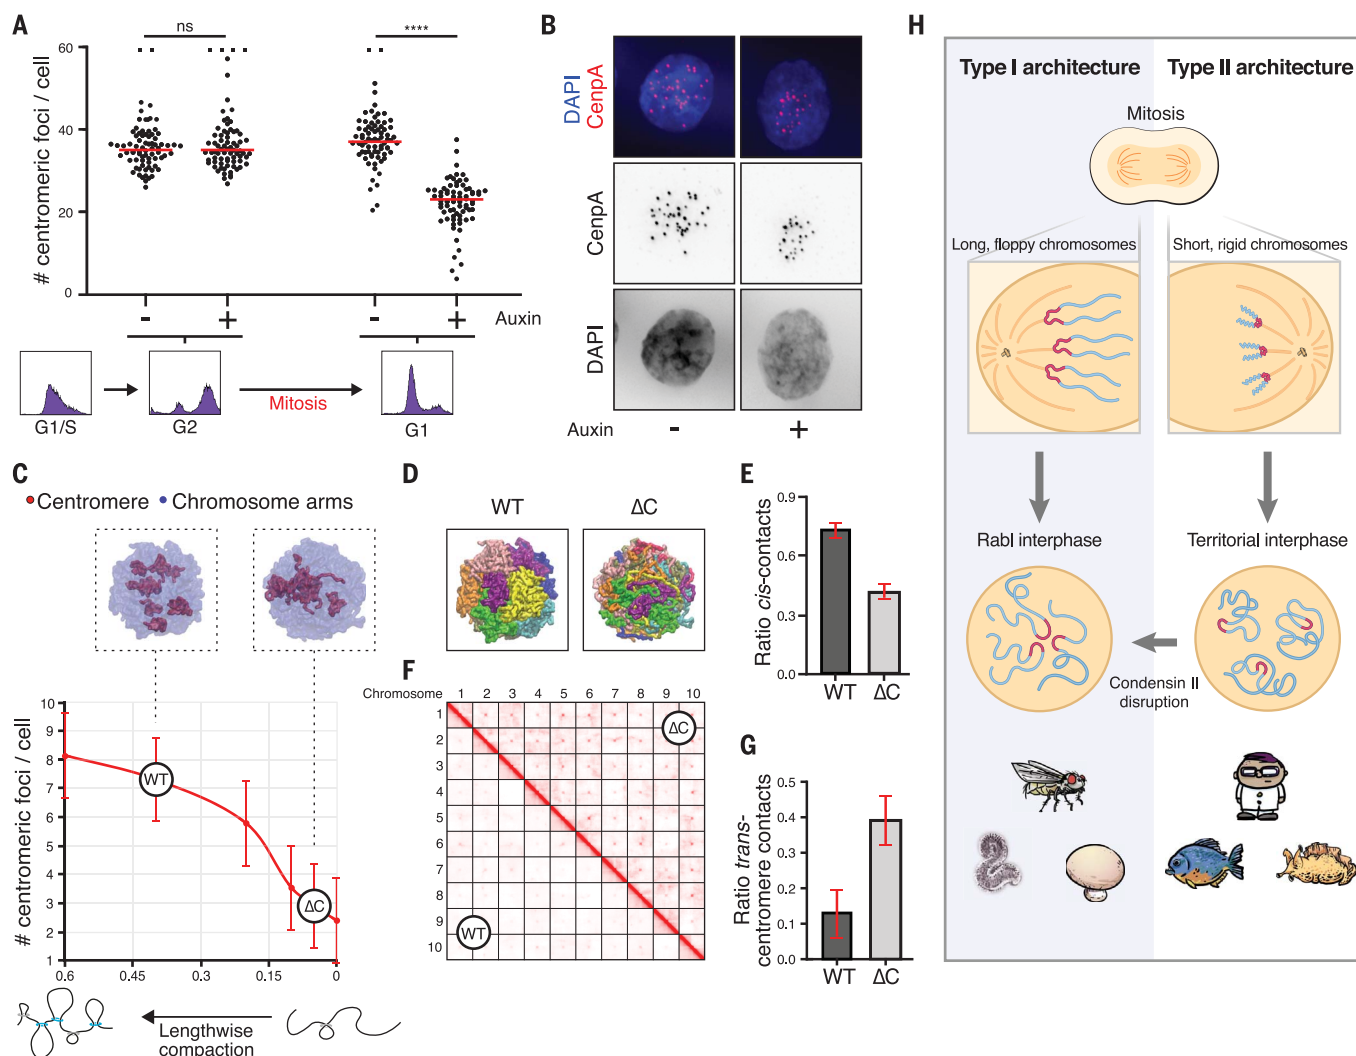 A
ns
****
60
40
20
0
# centromeric foci / cell
-
+
-
+
Auxin
G1/S
G2
Mitosis
G1
B
DAPI
CenpA
CenpA
DAPI
Auxin
-
+
C
Centromere
Chromosome arms
10
9
8
7
6
5
4
3
2
1
# centromeric foci / cell
WT
ΔC
0.6
0.45
0.3
0.15
0
Lengthwise
compaction
D
WT
ΔC
E
0.9
0.6
0.3
0.0
Ratio cis-contacts
WT
ΔC
F
Chromosome
1 2 3 4 5 6 7 8 9 10
1
2
3
4
5
6
7
8
9
10
ΔC
WT
G
0.5
0.4
0.3
0.2
0.1
0.0
Ratio trans-
centromere contacts
WT
ΔC
H
Type I architecture
Type II architecture
Mitosis
Long, floppy chromosomes
Short, rigid chromosomes
Rabl interphase
Territorial interphase
Condensin II
disruption